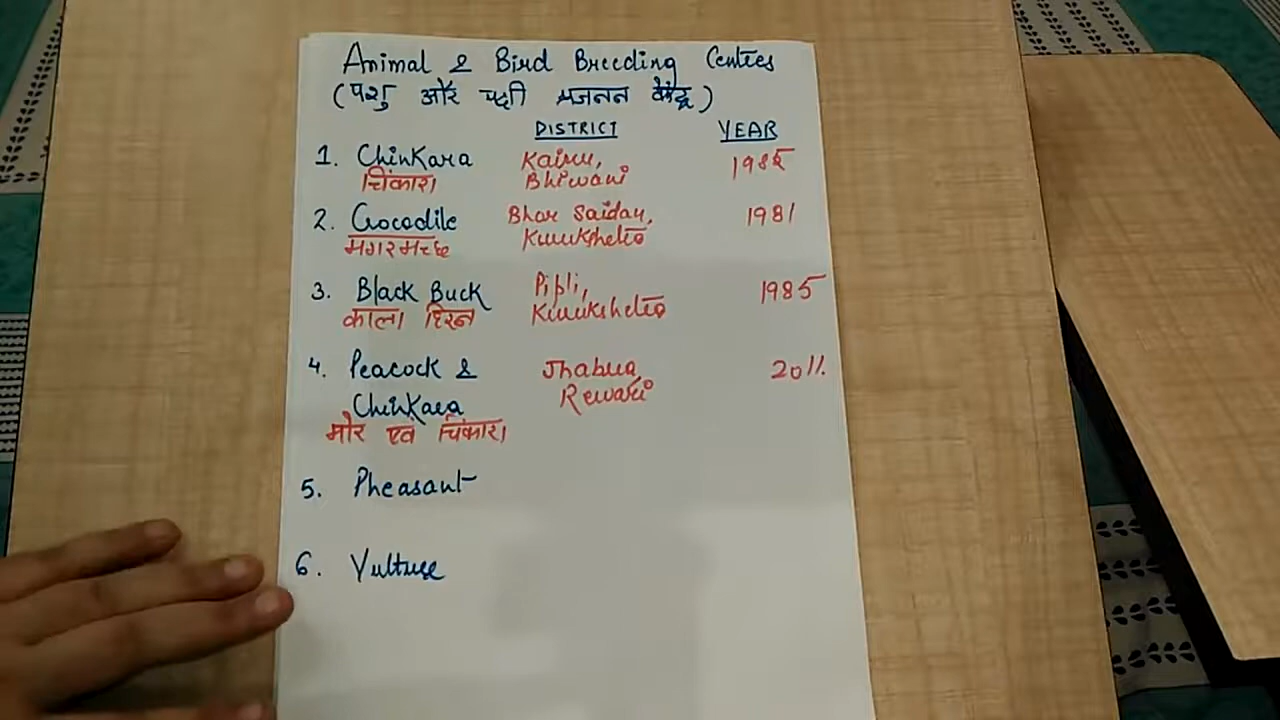 Animal & Bird Breeding Centres
(पशु और पक्षी प्रजनन केंद्र)
DISTRICT YEAR
1. Chinkara Kairu, 1985
चिंकारा Bhiwani
2. Crocodile Bhor Saidan, 1981
मगरमच्छ Kurukshetra
3. Black Buck Pipli, 1985
काला हिरन Kurukshetra
4. Peacock & Jhabua 2011.
Chinkara Rewari
मोर एवं चिंकारा
5. Pheasant
6. Vulture